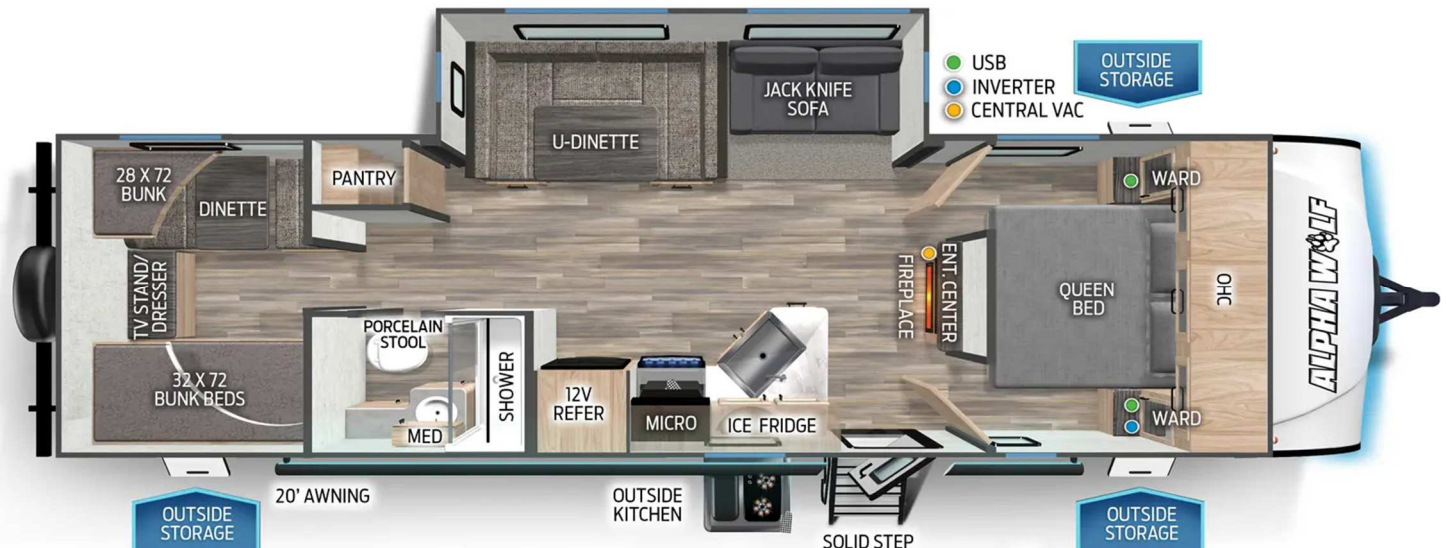 USB
INVERTER
CENTRAL VAC
OUTSIDE
STORAGE
JACK KNIFE
SOFA
U-DINETTE
28 X 72
BUNK
DINETTE
PANTRY
WARD
TV STAND/
DRESSER
ENT. CENTER
FIREPLACE
QUEEN
BED
OHC
ALPHA WOLF
PORCELAIN
STOOL
SHOWER
32 X 72
BUNK BEDS
MED
12V
REFER
MICRO
ICE FRIDGE
WARD
20' AWNING
OUTSIDE
KITCHEN
OUTSIDE
STORAGE
SOLID STEP
OUTSIDE
STORAGE